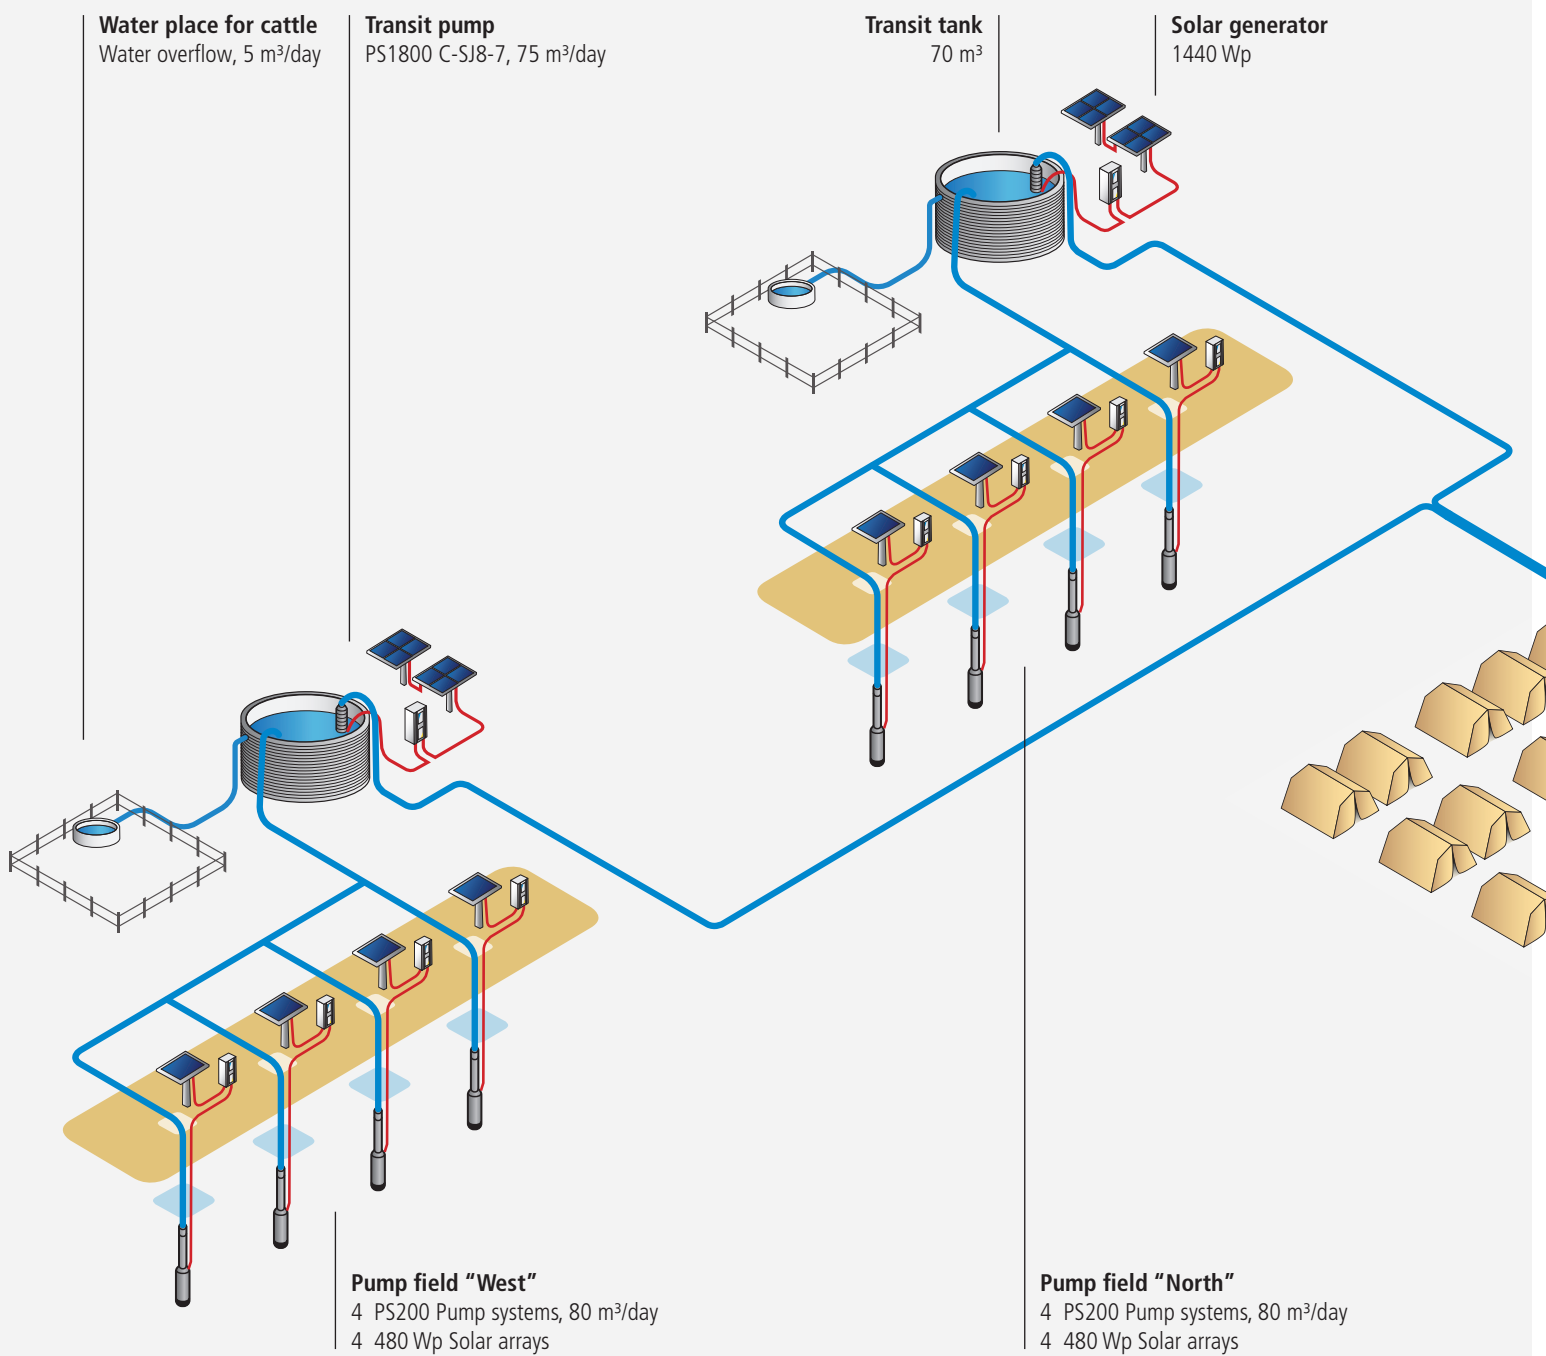 Water place for cattle
Water overflow, 5 m³/day
Transit pump
PS1800 C-SJ8-7, 75 m³/day
Transit tank
70 m³
Solar generator
1440 Wp
Pump field “West”
4 PS200 Pump systems, 80 m³/day
4 480 Wp Solar arrays
Pump field “North”
4 PS200 Pump systems, 80 m³/day
4 480 Wp Solar arrays